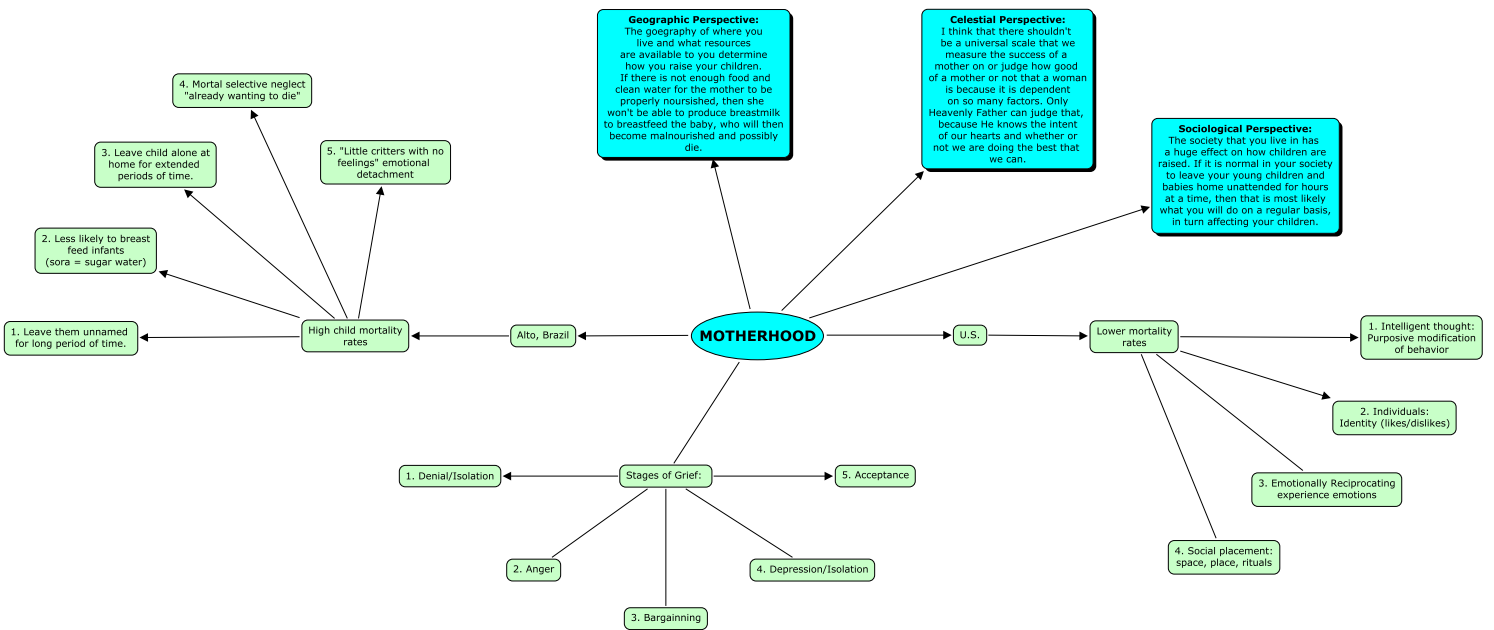 Geographic Perspective:
The goegraphy of where you
live and what resources
are available to you determine
how you raise your children.
If there is not enough food and
clean water for the mother to be
properly noursished, then she
won't be able to produce breastmilk
to breastfeed the baby, who will then
become malnourished and possibly
die.
Celestial Perspective:
I think that there shouldn't
be a universal scale that we
measure the success of a
mother on or judge how good
of a mother or not that a woman
is because it is dependent
on so many factors. Only
Heavenly Father can judge that,
because He knows the intent
of our hearts and whether or
not we are doing the best that
we can.
Sociological Perspective:
The society that you live in has
a huge effect on how children are
raised. If it is normal in your society
to leave your young children and
babies home unattended for hours
at a time, then that is most likely
what you will do on a regular basis,
in turn affecting your children.
4. Mortal selective neglect
"already wanting to die"
3. Leave child alone at
home for extended
periods of time.
5. "Little critters with no
feelings" emotional
detachment
2. Less likely to breast
feed infants
(sora = sugar water)
1. Leave them unnamed
for long period of time.
High child mortality
rates
Alto, Brazil
MOTHERHOOD
U.S.
Lower mortality
rates
1. Intelligent thought:
Purposive modification
of behavior
2. Individuals:
Identity (likes/dislikes)
3. Emotionally Reciprocating
experience emotions
4. Social placement:
space, place, rituals
1. Denial/Isolation
Stages of Grief:
5. Acceptance
2. Anger
4. Depression/Isolation
3. Bargainning